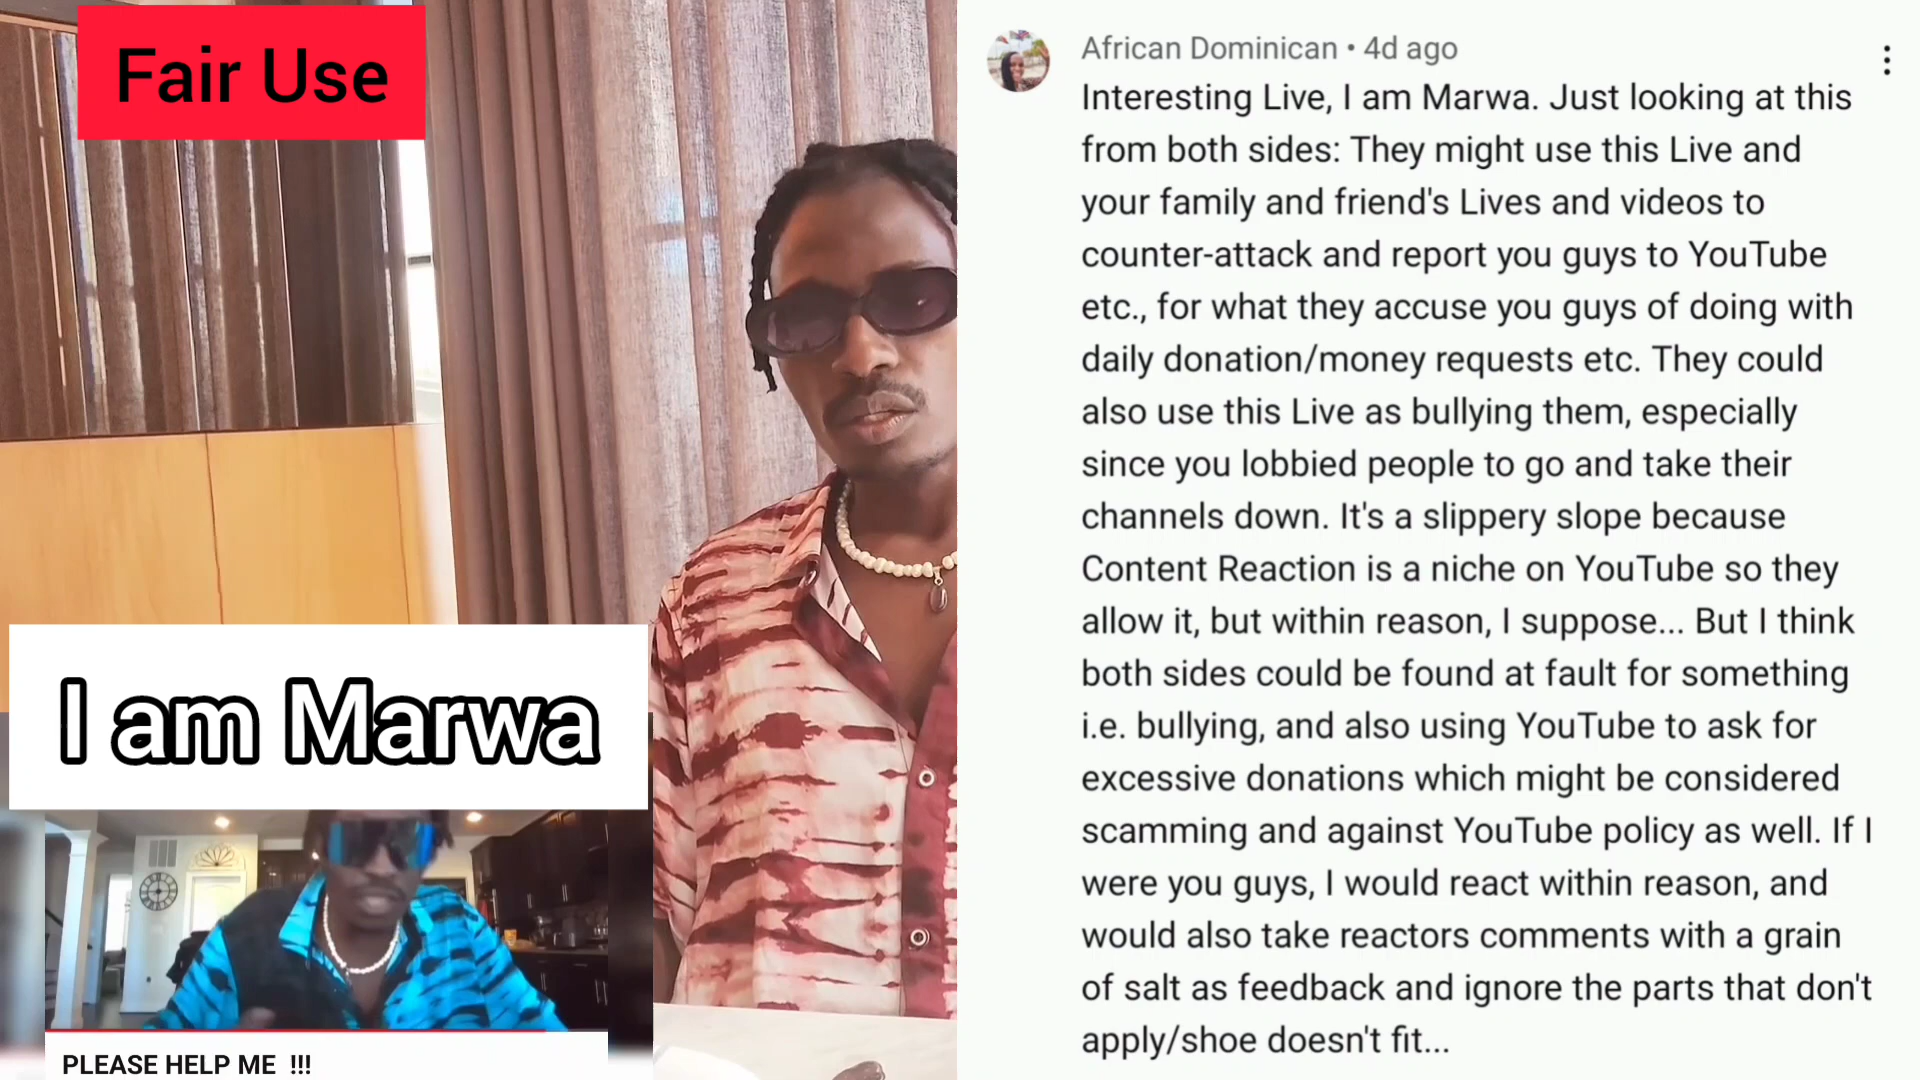 Fair Use
I am Marwa
PLEASE HELP ME !!!
African Dominican • 4d ago
Interesting Live, I am Marwa. Just looking at this
from both sides: They might use this Live and
your family and friend's Lives and videos to
counter-attack and report you guys to YouTube
etc., for what they accuse you guys of doing with
daily donation/money requests etc. They could
also use this Live as bullying them, especially
since you lobbied people to go and take their
channels down. It's a slippery slope because
Content Reaction is a niche on YouTube so they
allow it, but within reason, I suppose... But I think
both sides could be found at fault for something
i.e. bullying, and also using YouTube to ask for
excessive donations which might be considered
scamming and against YouTube policy as well. If I
were you guys, I would react within reason, and
would also take reactors comments with a grain
of salt as feedback and ignore the parts that don't
apply/shoe doesn't fit...